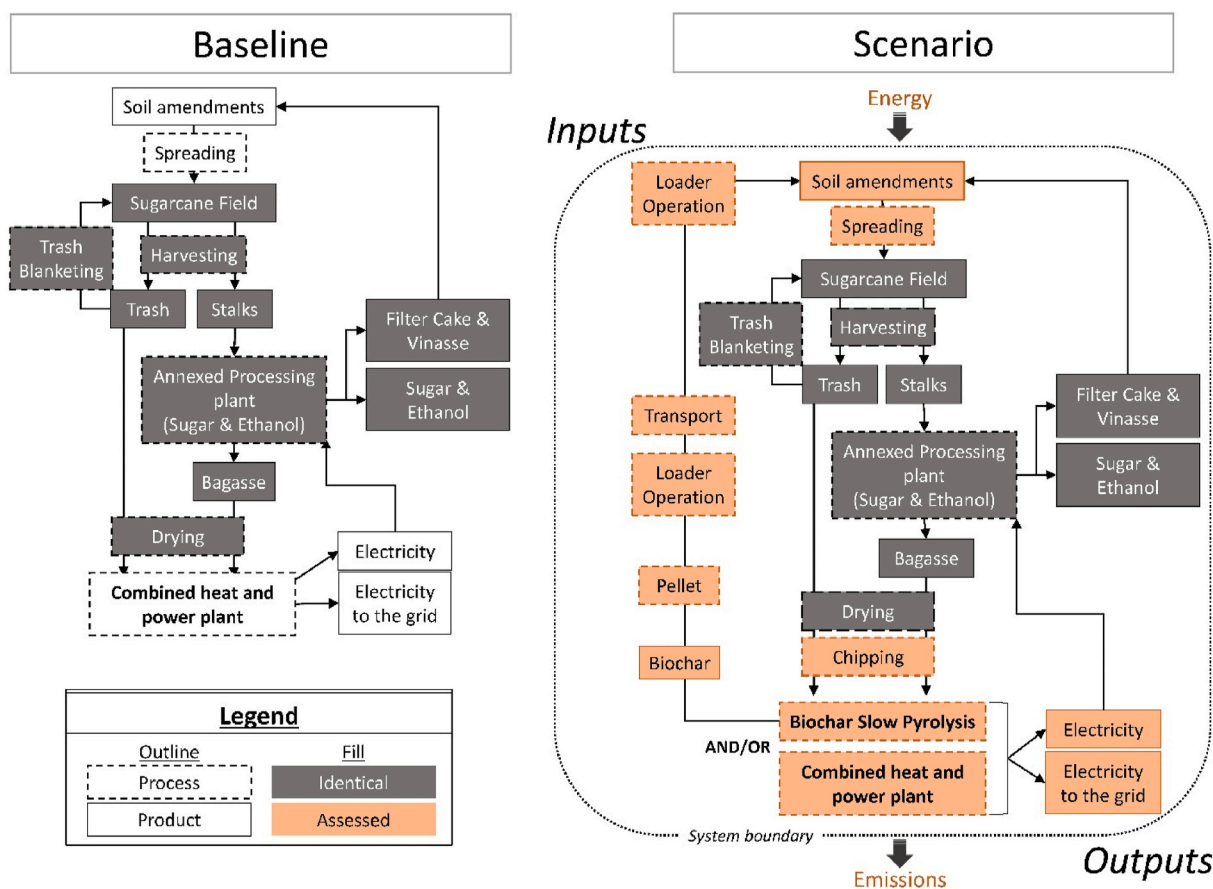 Baseline
Soil amendments
Spreading
Sugarcane Field
Trash
Blanketing
Harvesting
Trash
Stalks
Filter Cake &
Vinasse
Annexed Processing
plant
(Sugar & Ethanol)
Sugar &
Ethanol
Bagasse
Drying
Electricity
Combined heat and
power plant
Electricity
to the grid
Legend
Outline
Fill
Process
Identical
Product
Assessed
Scenario
Energy
Inputs
Loader
Operation
Soil amendments
Spreading
Sugarcane Field
Trash
Blanketing
Harvesting
Trash
Stalks
Filter Cake &
Vinasse
Transport
Annexed Processing
plant
(Sugar & Ethanol)
Loader
Operation
Sugar &
Ethanol
Bagasse
Pellet
Drying
Biochar
Chipping
Biochar Slow Pyrolysis
AND/OR
Combined heat and
power plant
Electricity
Electricity
to the grid
System boundary
Outputs
Emissions